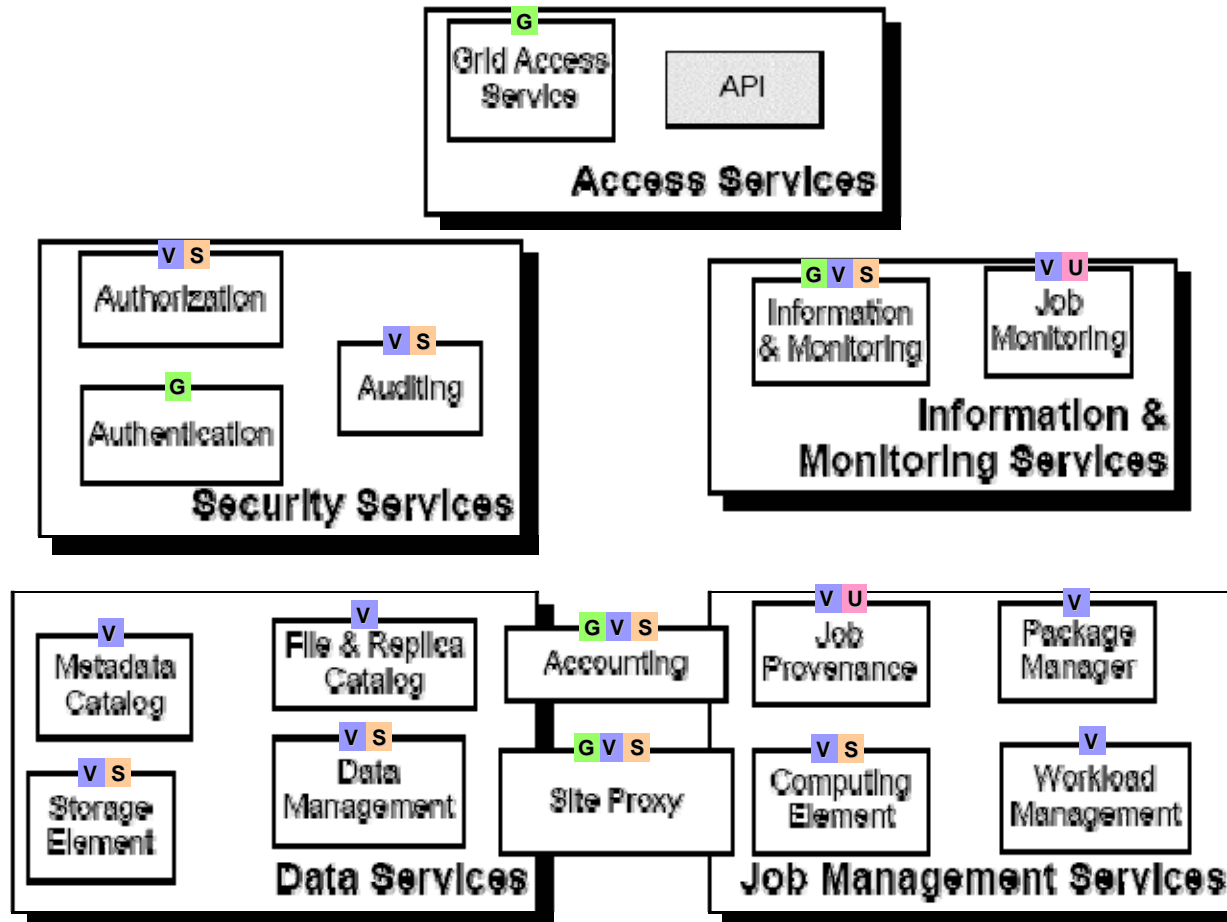 G
Grid Access
Service
API
Access Services
V S
Authorization
V S
Auditing
G
Authentication
Security Services
G V S
Information
& Monitoring
V U
Job
Monitoring
Information &
Monitoring Services
V
Metadata
Catalog
V
File & Replica
Catalog
V S
Storage
Element
V S
Data
Management
Data Services
G V S
Accounting
G V S
Site Proxy
V U
Job
Provenance
V
Package
Manager
V S
Computing
Element
V
Workload
Management
Job Management Services